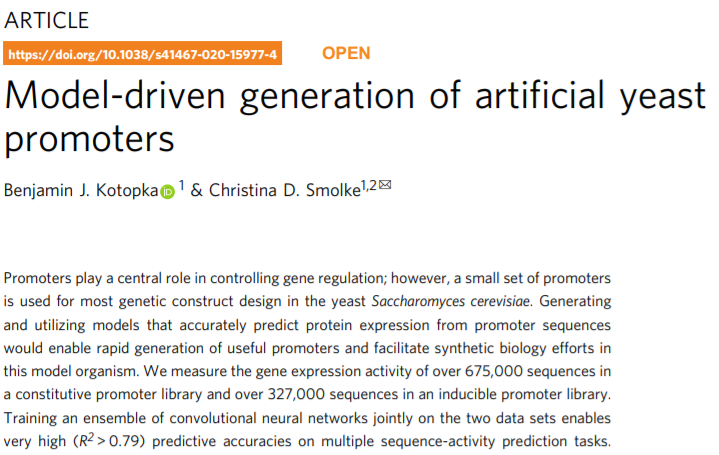 ARTICLE
https://doi.org/10.1038/s41467-020-15977-4 OPEN
Model-driven generation of artificial yeast
promoters
Benjamin J. Kotopka iD 1 & Christina D. Smolke1,2✉
Promoters play a central role in controlling gene regulation; however, a small set of promoters
is used for most genetic construct design in the yeast Saccharomyces cerevisiae. Generating
and utilizing models that accurately predict protein expression from promoter sequences
would enable rapid generation of useful promoters and facilitate synthetic biology efforts in
this model organism. We measure the gene expression activity of over 675,000 sequences in
a constitutive promoter library and over 327,000 sequences in an inducible promoter library.
Training an ensemble of convolutional neural networks jointly on the two data sets enables
very high (R2 > 0.79) predictive accuracies on multiple sequence-activity prediction tasks.